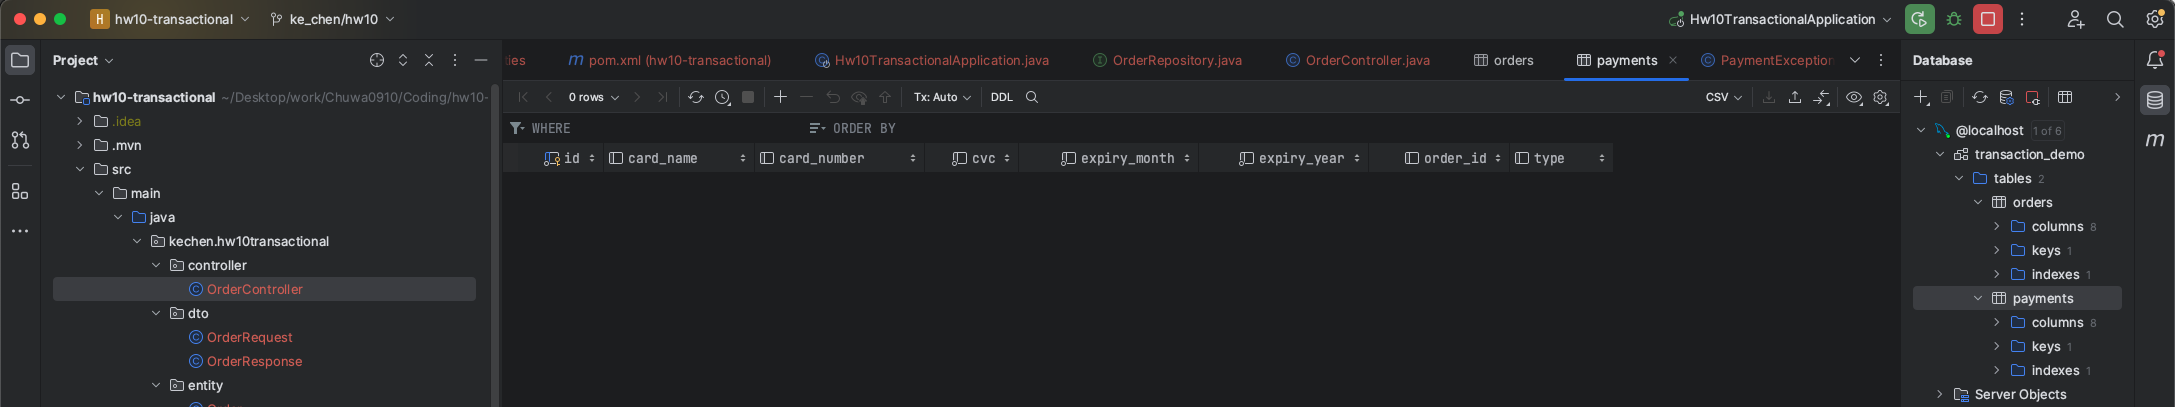 H hw10-transactional ke_chen/hw10 Hw10TransactionalApplication
Project
ties pom.xml (hw10-transactional) Hw10TransactionalApplication.java OrderRepository.java OrderController.java orders payments PaymentException
Database
hw10-transactional ~/Desktop/work/Chuwa0910/Coding/hw10-
0 rows Tx: Auto DDL CSV
.idea
WHERE ORDER BY
@localhost 1 of 6
.mvn
id card_name card_number cvc expiry_month expiry_year order_id type
transaction_demo
src
tables 2
main
orders
java
columns 8
kechen.hw10transactional
keys 1
controller
indexes 1
OrderController
payments
dto
columns 8
OrderRequest
keys 1
OrderResponse
indexes 1
entity
Server Objects